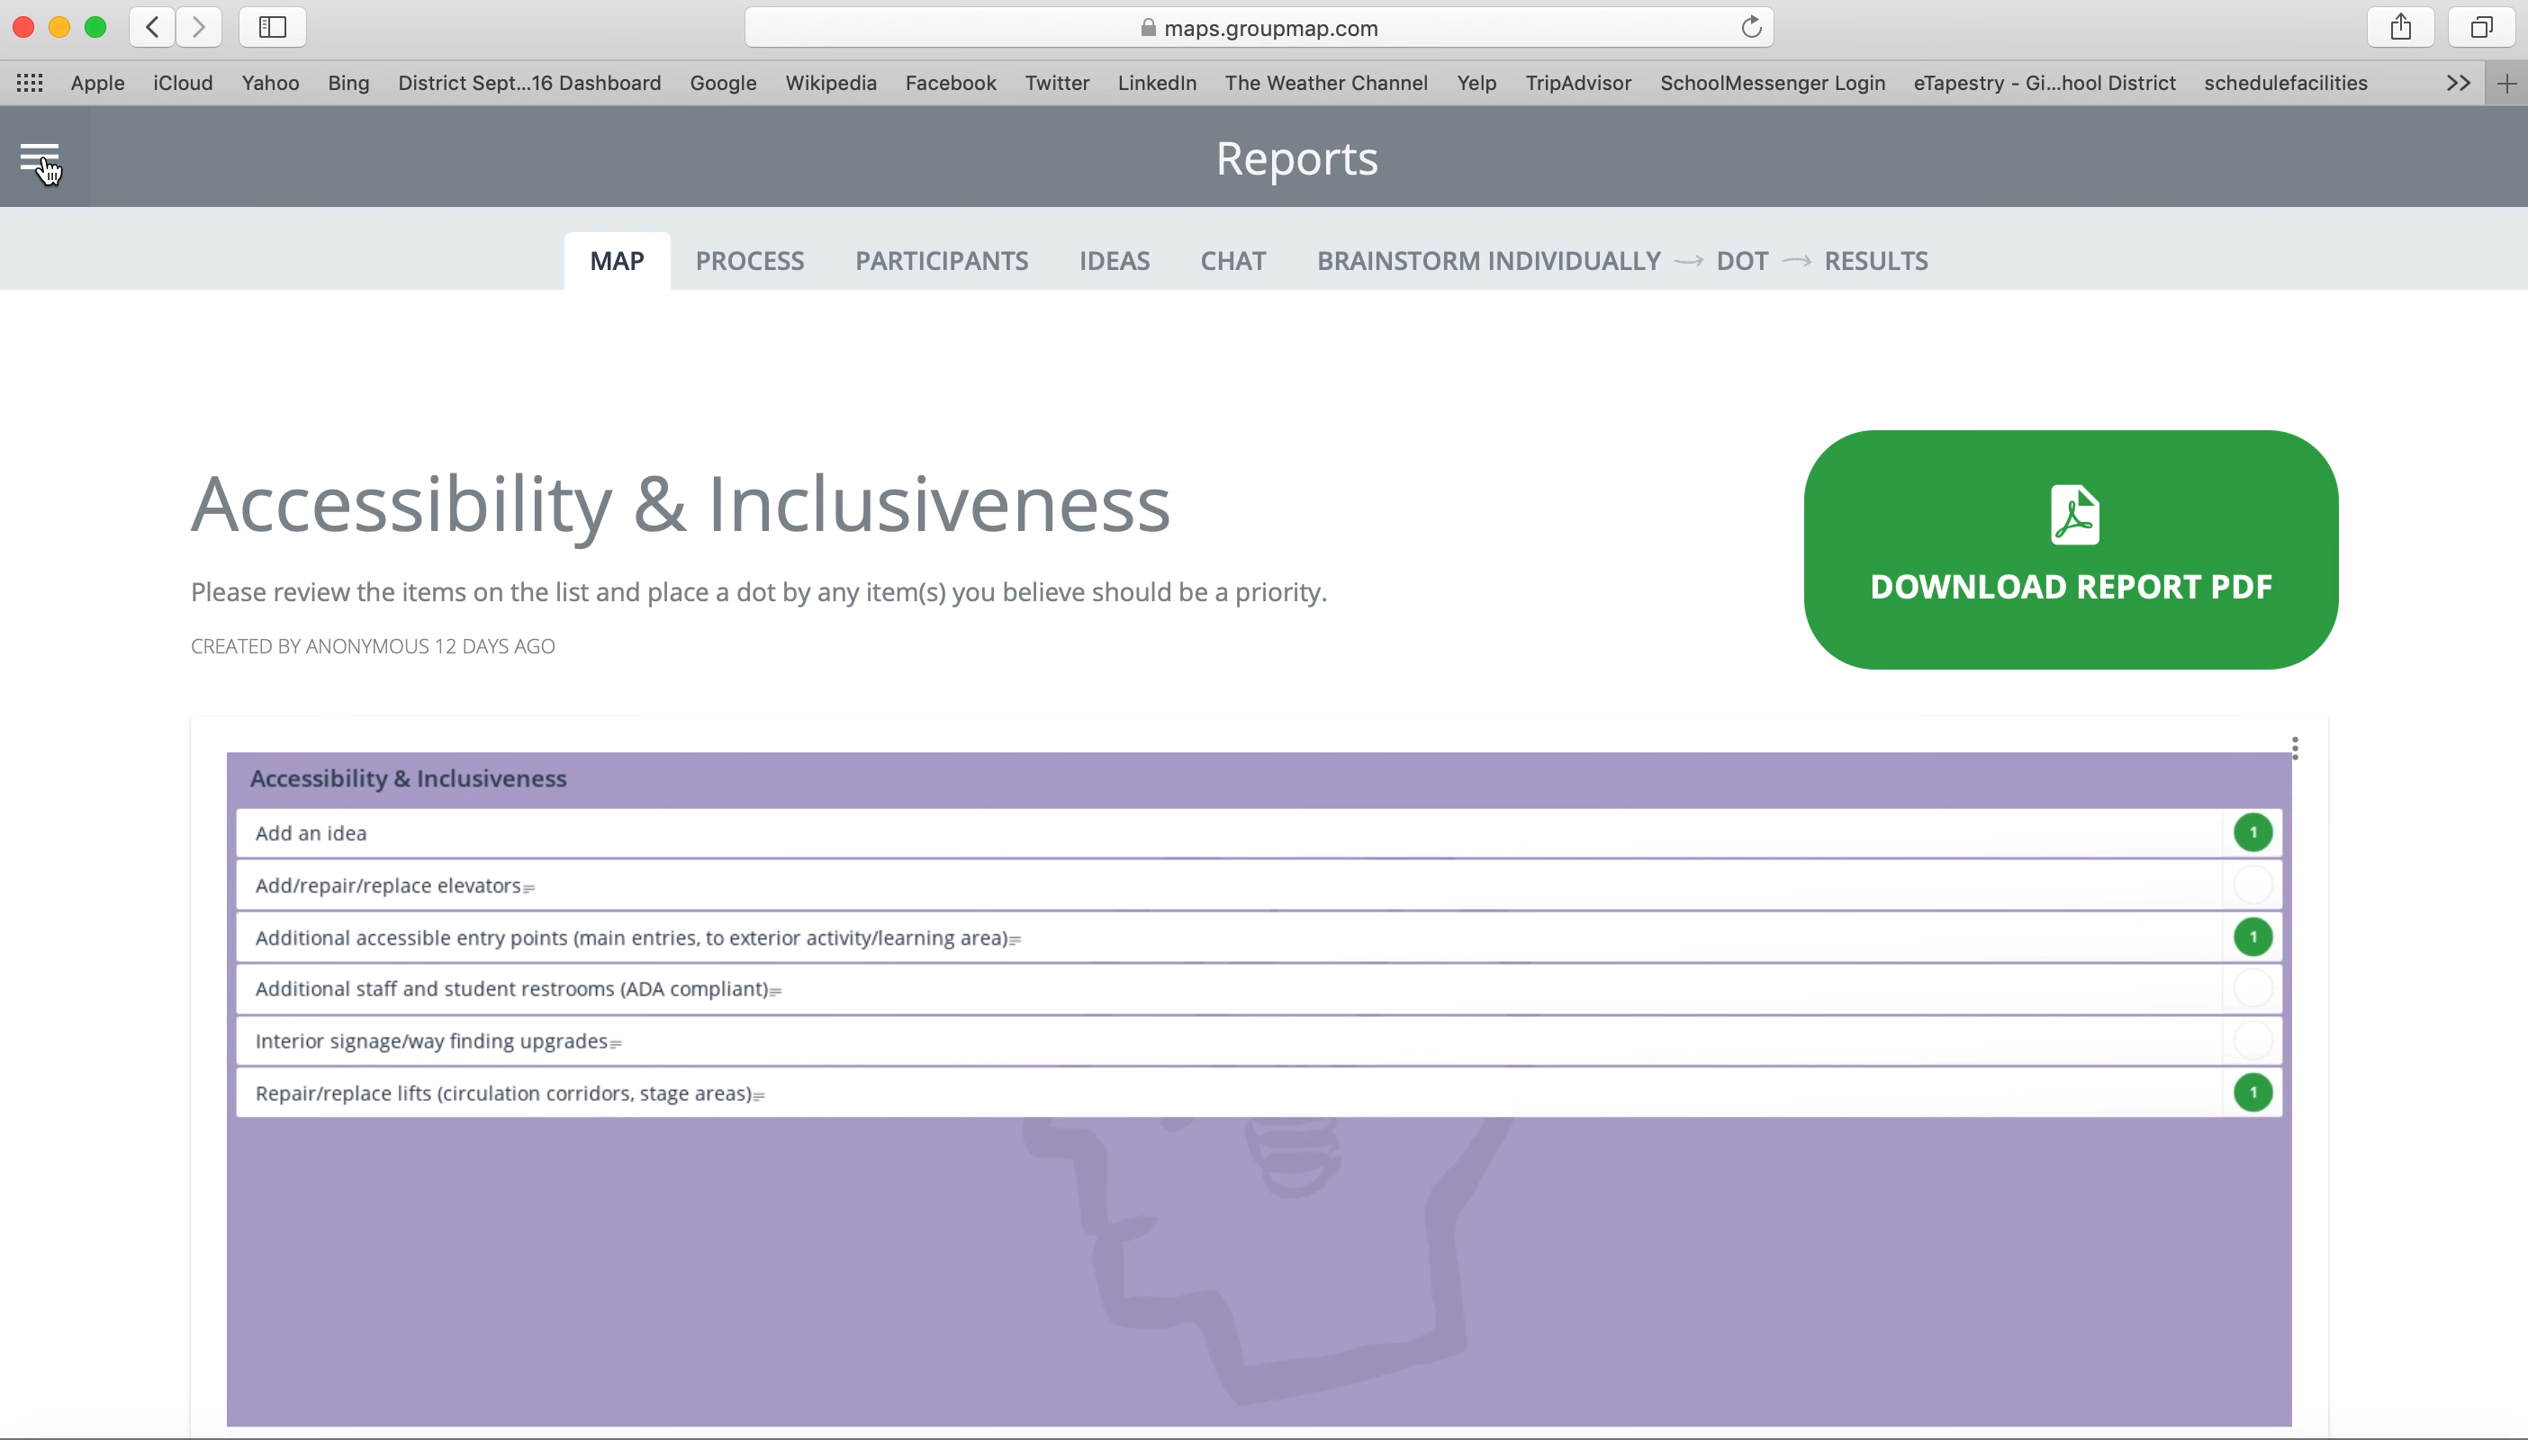 maps.groupmap.com
Apple iCloud Yahoo Bing District Sept...16 Dashboard Google Wikipedia Facebook Twitter LinkedIn The Weather Channel Yelp TripAdvisor SchoolMessenger Login eTapestry - Gi...hool District schedulefacilities
Reports
MAP PROCESS PARTICIPANTS IDEAS CHAT BRAINSTORM INDIVIDUALLY → DOT → RESULTS
Accessibility & Inclusiveness
Please review the items on the list and place a dot by any item(s) you believe should be a priority.
CREATED BY ANONYMOUS 12 DAYS AGO
DOWNLOAD REPORT PDF
Accessibility & Inclusiveness
Add an idea 1
Add/repair/replace elevators
Additional accessible entry points (main entries, to exterior activity/learning area) 1
Additional staff and student restrooms (ADA compliant)
Interior signage/way finding upgrades
Repair/replace lifts (circulation corridors, stage areas) 1